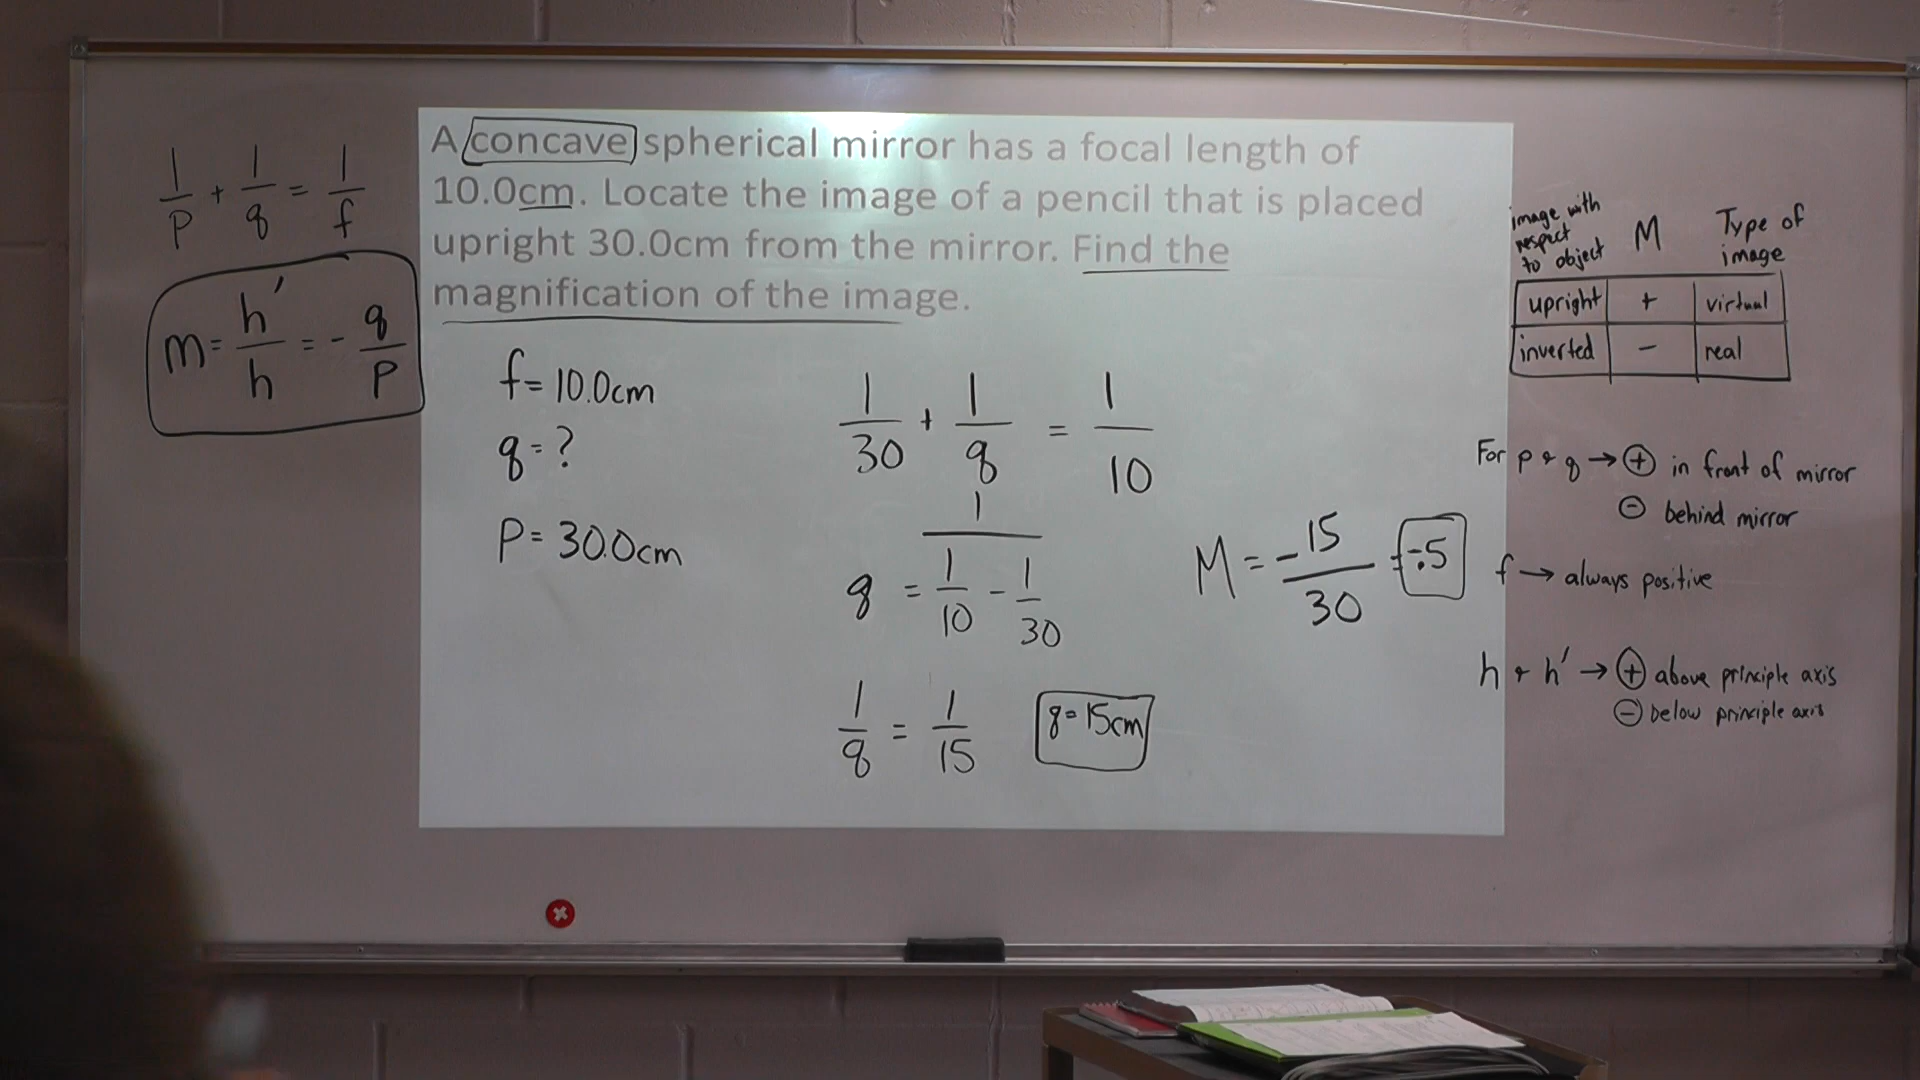 1/p + 1/q = 1/f
m = h'/h = - q/p
A concave spherical mirror has a focal length of
10.0cm. Locate the image of a pencil that is placed
upright 30.0cm from the mirror. Find the
magnification of the image.
f = 10.0cm
q = ?
P = 30.0cm
1/30 + 1/q = 1/10
1
q = 1/10 - 1/30
1/q = 1/15
q = 15cm
M = -15/30 = -.5
image with respect to object M Type of image
upright + virtual
inverted - real
For p & q → + in front of mirror
- behind mirror
f → always positive
h & h' → + above principle axis
- below principle axis